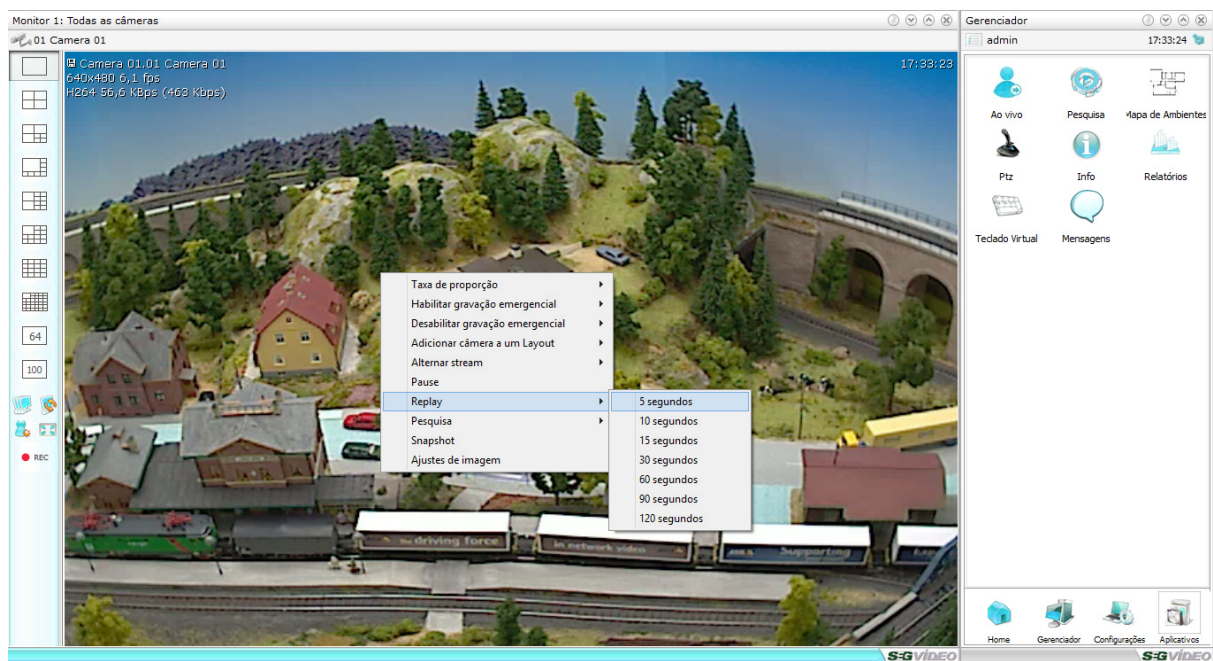 Monitor 1: Todas as câmeras
01 Camera 01
Camera 01.01 Camera 01
17:33:23
640x480 6,1 fps
H264 56,6 KBps (463 Kbps)
64
100
REC
Taxa de proporção
Habilitar gravação emergencial
Desabilitar gravação emergencial
Adicionar câmera a um Layout
Alternar stream
Pause
Replay
Pesquisa
Snapshot
Ajustes de imagem
5 segundos
10 segundos
15 segundos
30 segundos
60 segundos
90 segundos
120 segundos
driving force
in network video
Supporting
SEGVÍDEO
Gerenciador
admin
17:33:24
Ao vivo
Pesquisa
Mapa de Ambientes
Ptz
Info
Relatórios
Teclado Virtual
Mensagens
Home
Gerenciador
Configurações
Aplicativos
SEGVÍDEO